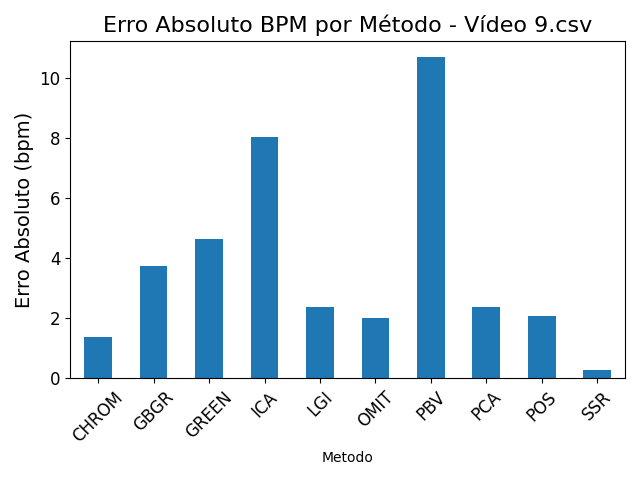 Erro Absoluto BPM por Método - Vídeo 9.csv
Erro Absoluto (bpm)
10
8
6
4
2
0
CHROM
GBGR
GREEN
ICA
LGI
OMIT
PBV
PCA
POS
SSR
Metodo